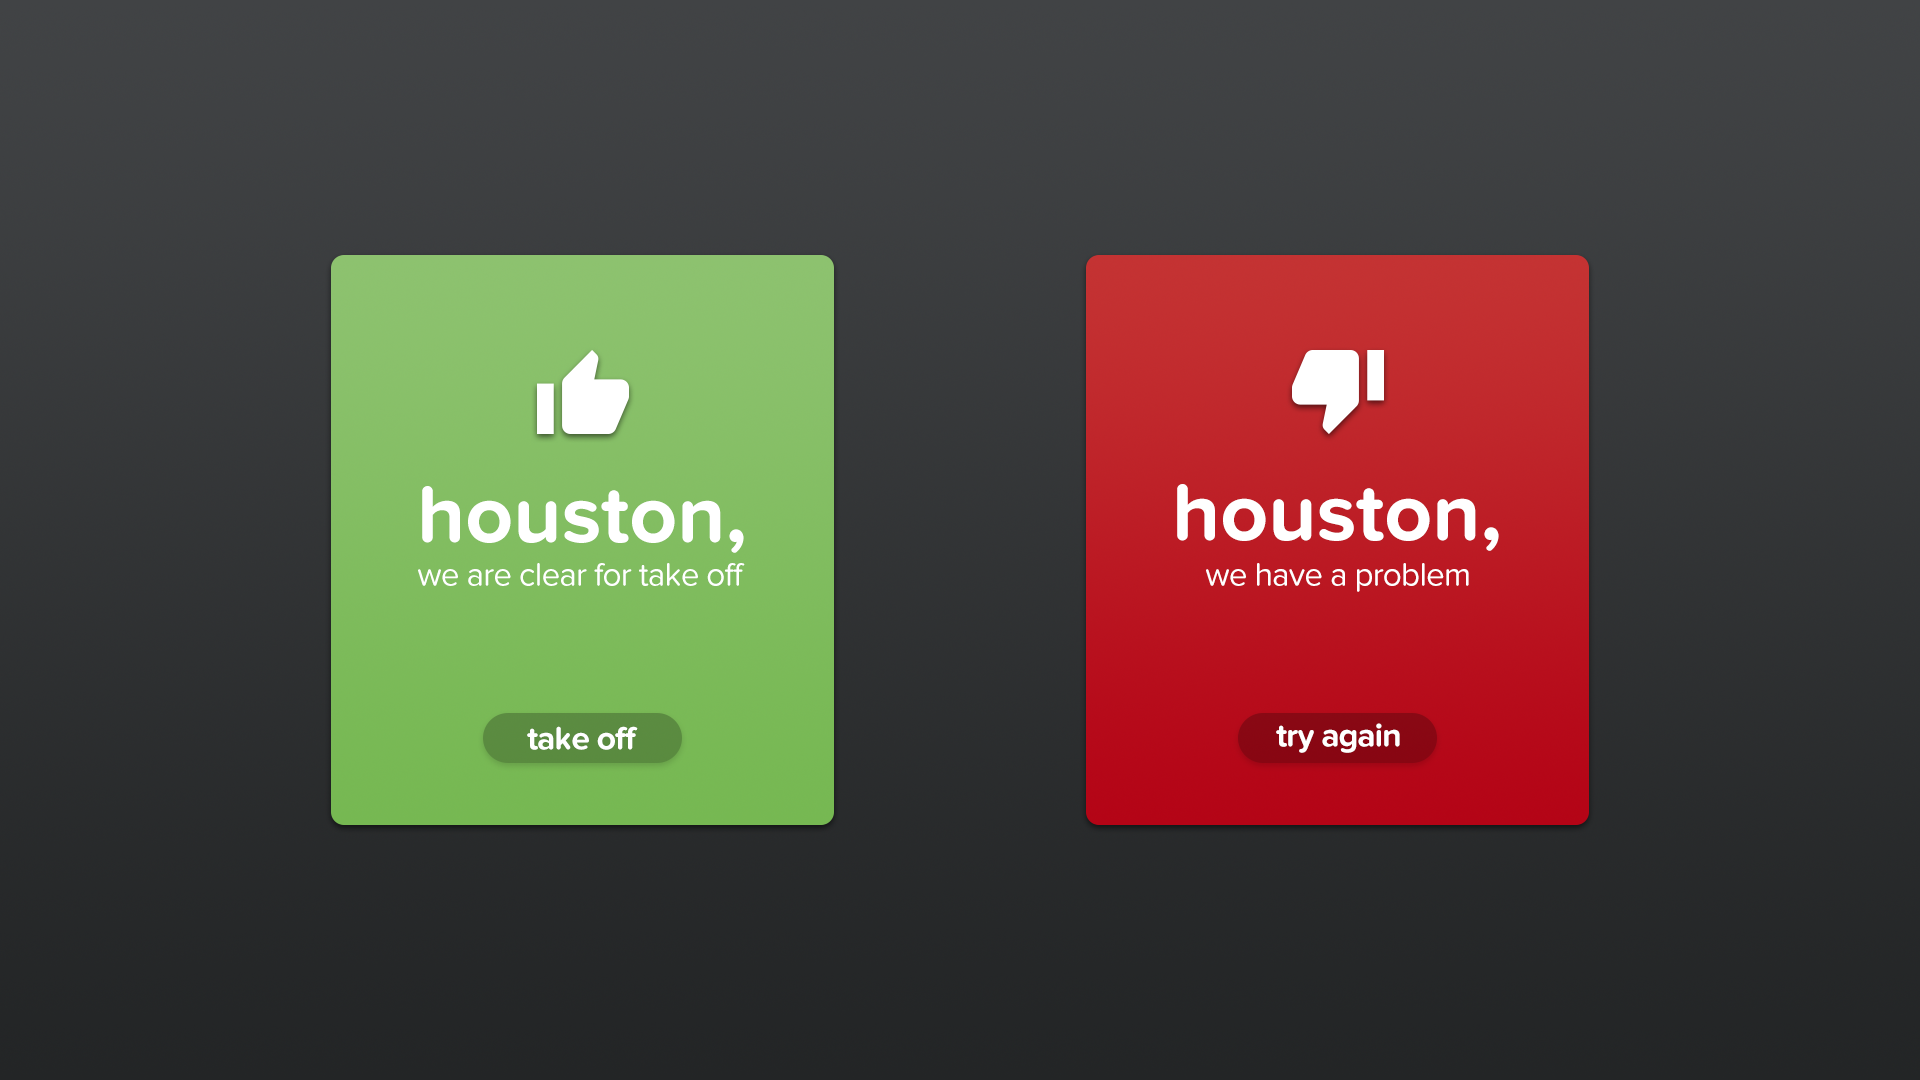 houston,
we are clear for take off
take off
houston,
we have a problem
try again